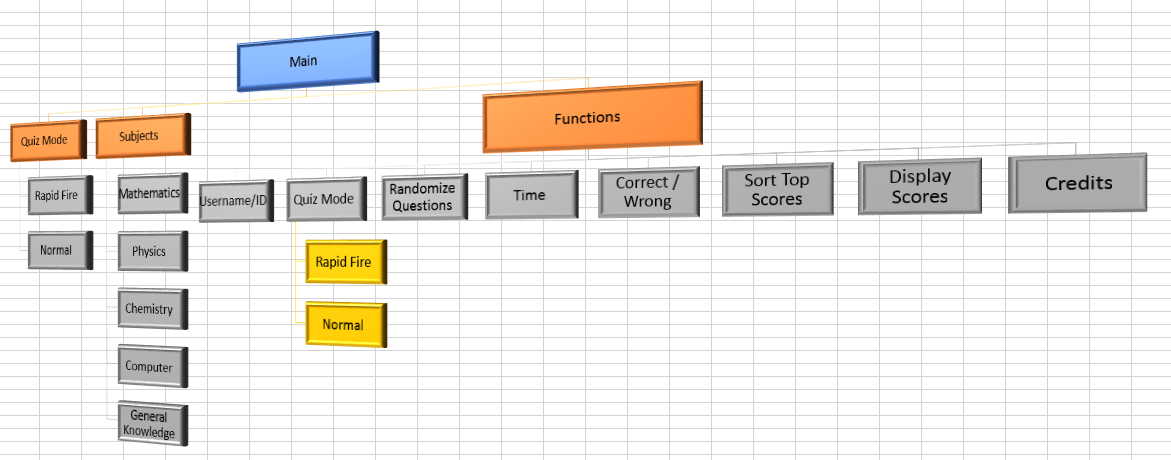 Main
Functions
Quiz Mode
Subjects
Rapid Fire
Mathematics
Username/ID
Quiz Mode
Randomize
Questions
Time
Correct /
Wrong
Sort Top
Scores
Display
Scores
Credits
Normal
Physics
Rapid Fire
Chemistry
Normal
Computer
General
Knowledge